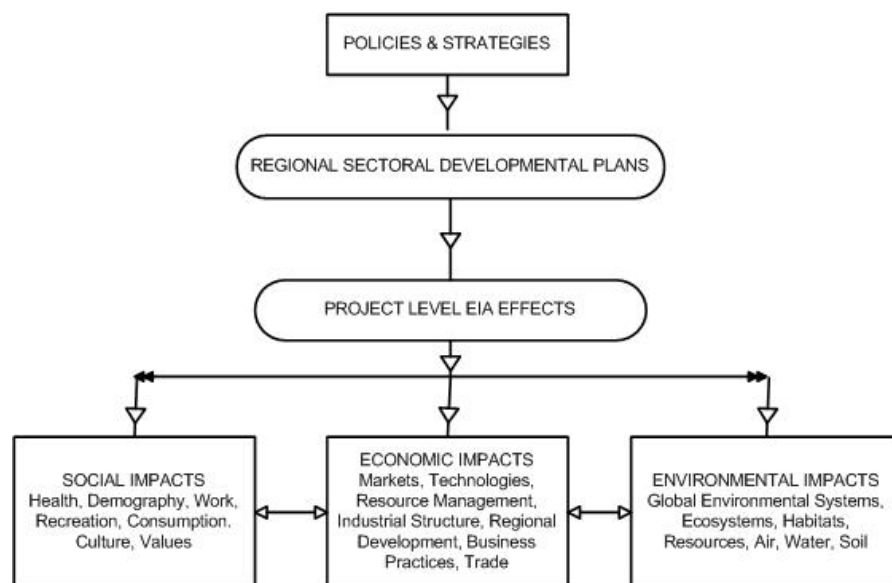 POLICIES & STRATEGIES
REGIONAL SECTORAL DEVELOPMENTAL PLANS
PROJECT LEVEL EIA EFFECTS
SOCIAL IMPACTS
Health, Demography, Work,
Recreation, Consumption.
Culture, Values
ECONOMIC IMPACTS
Markets, Technologies,
Resource Management,
Industrial Structure, Regional
Development, Business
Practices, Trade
ENVIRONMENTAL IMPACTS
Global Environmental Systems,
Ecosystems, Habitats,
Resources, Air, Water, Soil